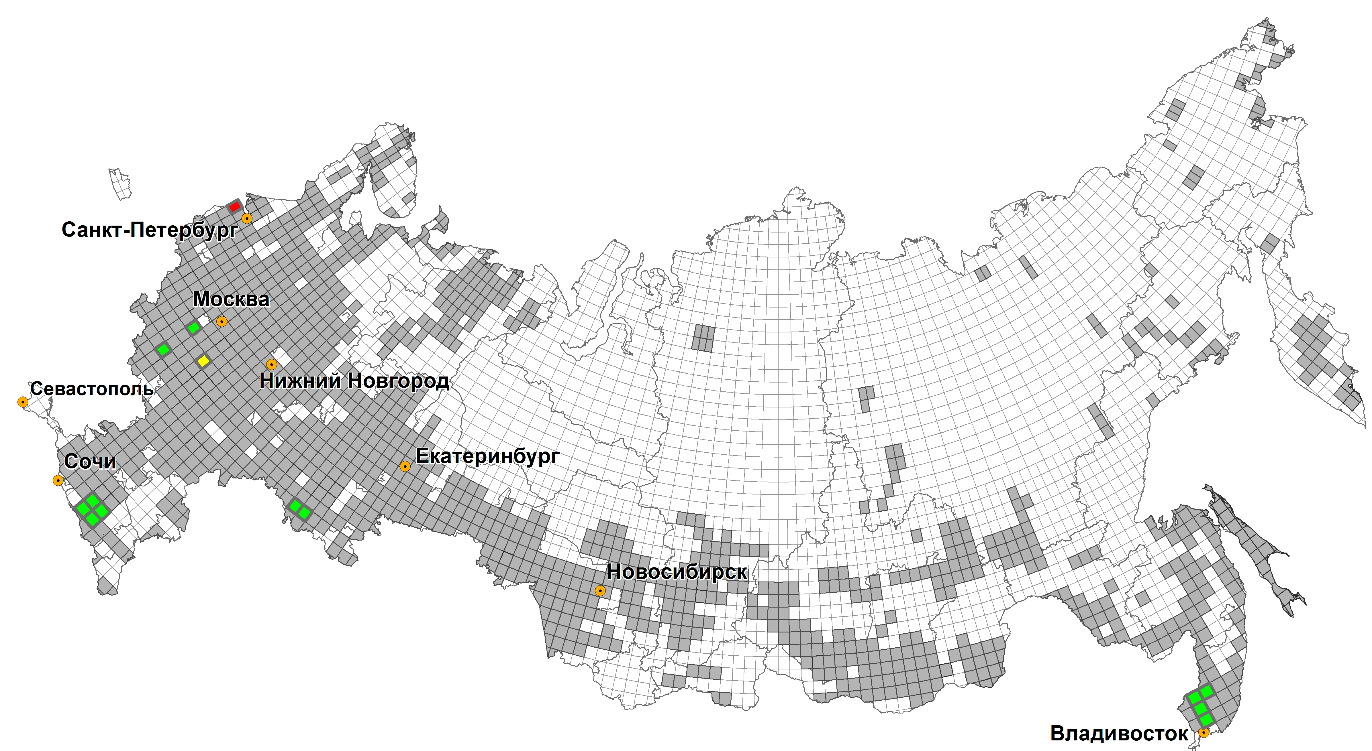 Санкт-Петербург
Москва
Нижний Новгород
Севастополь
Сочи
Екатеринбург
Новосибирск
Владивосток